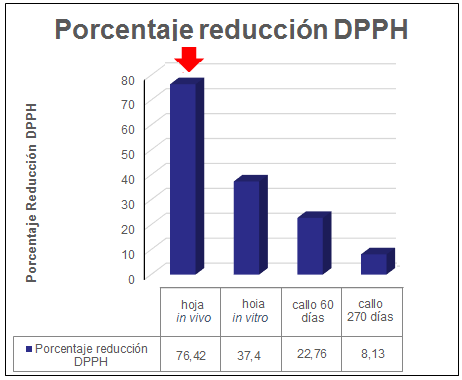 Porcentaje reducción DPPH
Porcentaje Reducción DPPH
80
70
60
50
40
30
20
10
0
hoja in vivo
hoja in vitro
callo 60 días
callo 270 días
Porcentaje reducción DPPH
76,42
37,4
22,76
8,13